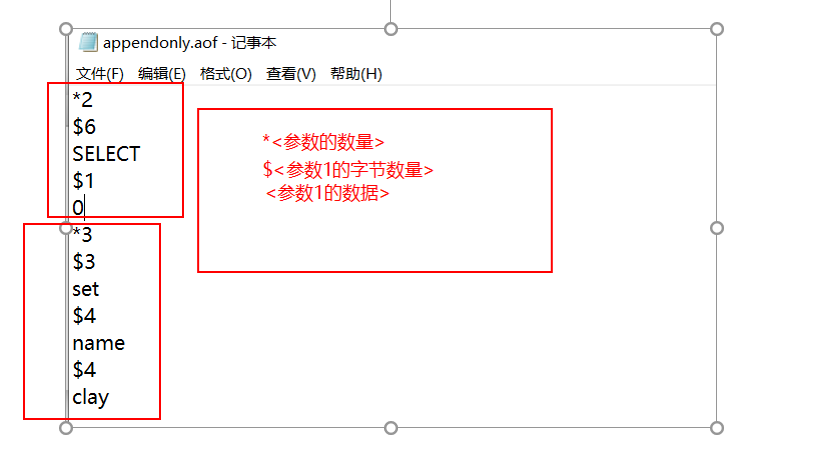 appendonly.aof - 记事本
文件(F) 编辑(E) 格式(O) 查看(V) 帮助(H)
*2
$6
SELECT
$1
0
*3
$3
set
$4
name
$4
clay
*<参数的数量>
$<参数1的字节数量>
<参数1的数据>